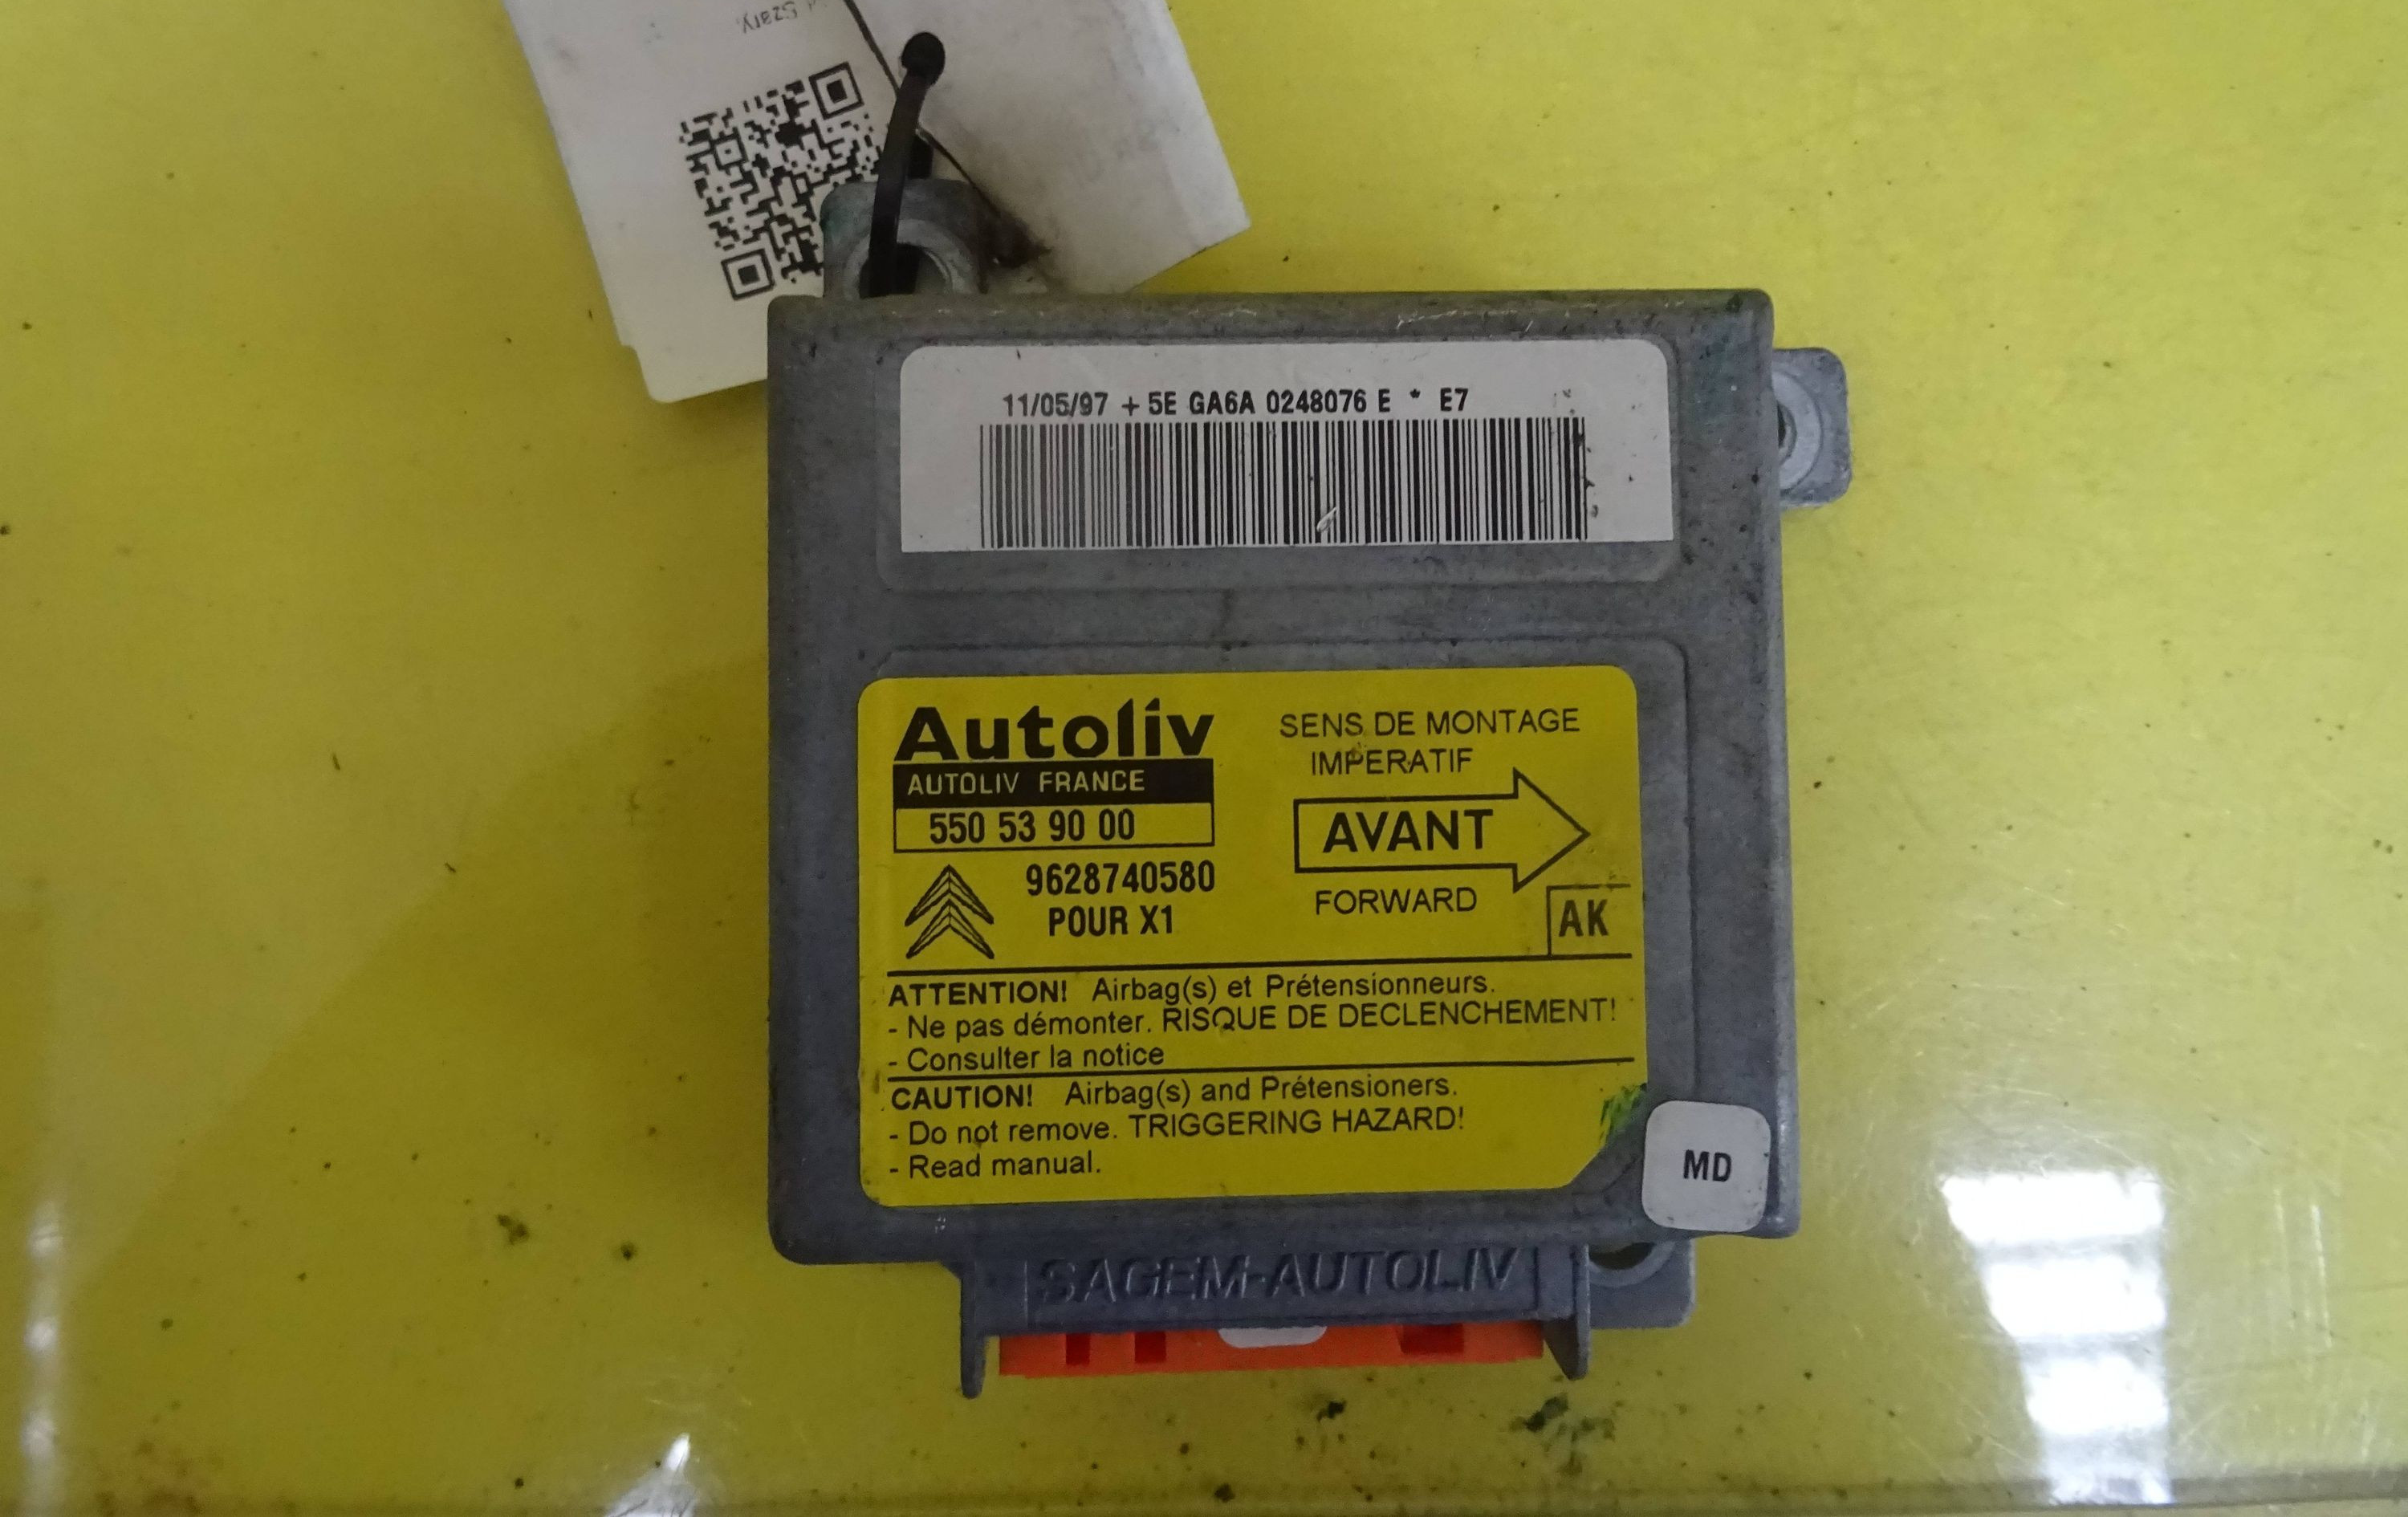 Szary,
11/05/97 + 5E GA6A 0248076 E * E7
Autoliv
AUTOLIV FRANCE
550 53 90 00
9628740580
POUR X1
SENS DE MONTAGE
IMPERATIF
AVANT
FORWARD
AK
ATTENTION! Airbag(s) et Prétensionneurs.
- Ne pas démonter. RISQUE DE DECLENCHEMENT!
- Consulter la notice
CAUTION! Airbag(s) and Prétensioners.
- Do not remove. TRIGGERING HAZARD!
- Read manual.
MD
SAGEM-AUTOLIV